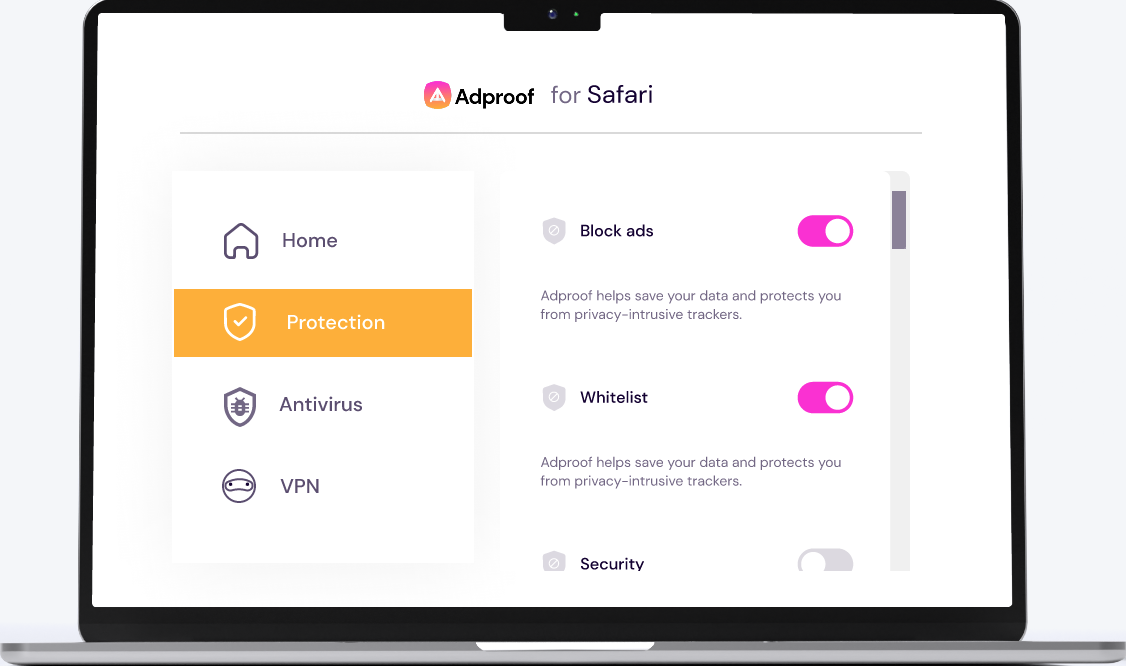 Adproof for Safari
Home
Protection
Antivirus
VPN
Block ads
Adproof helps save your data and protects you
from privacy-intrusive trackers.
Whitelist
Adproof helps save your data and protects you
from privacy-intrusive trackers.
Security